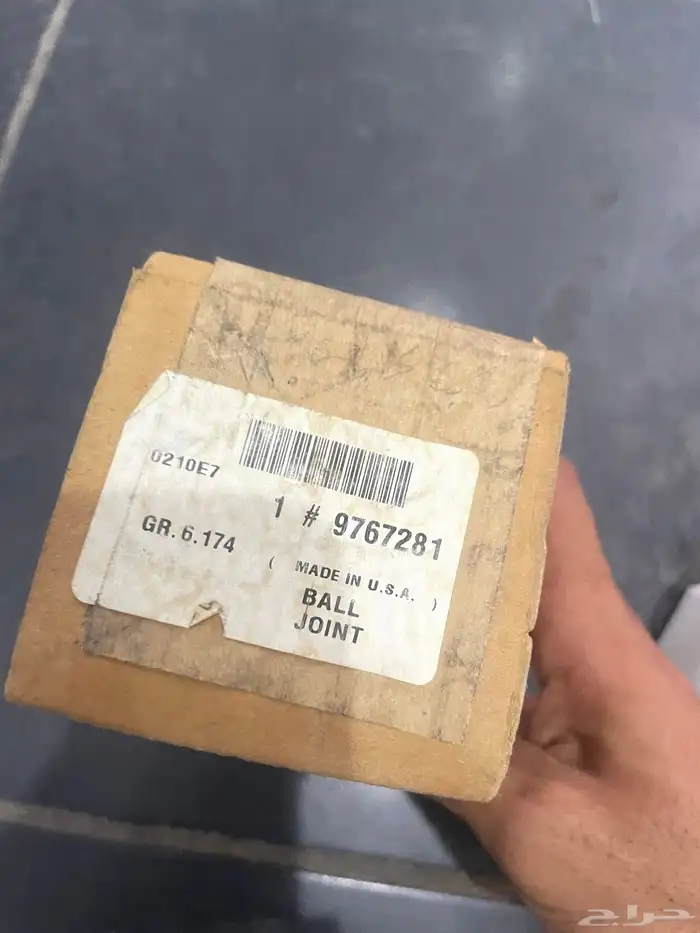 0210E7
1 # 9767281
GR. 6.174
( MADE IN U.S.A. )
BALL
JOINT
حراج